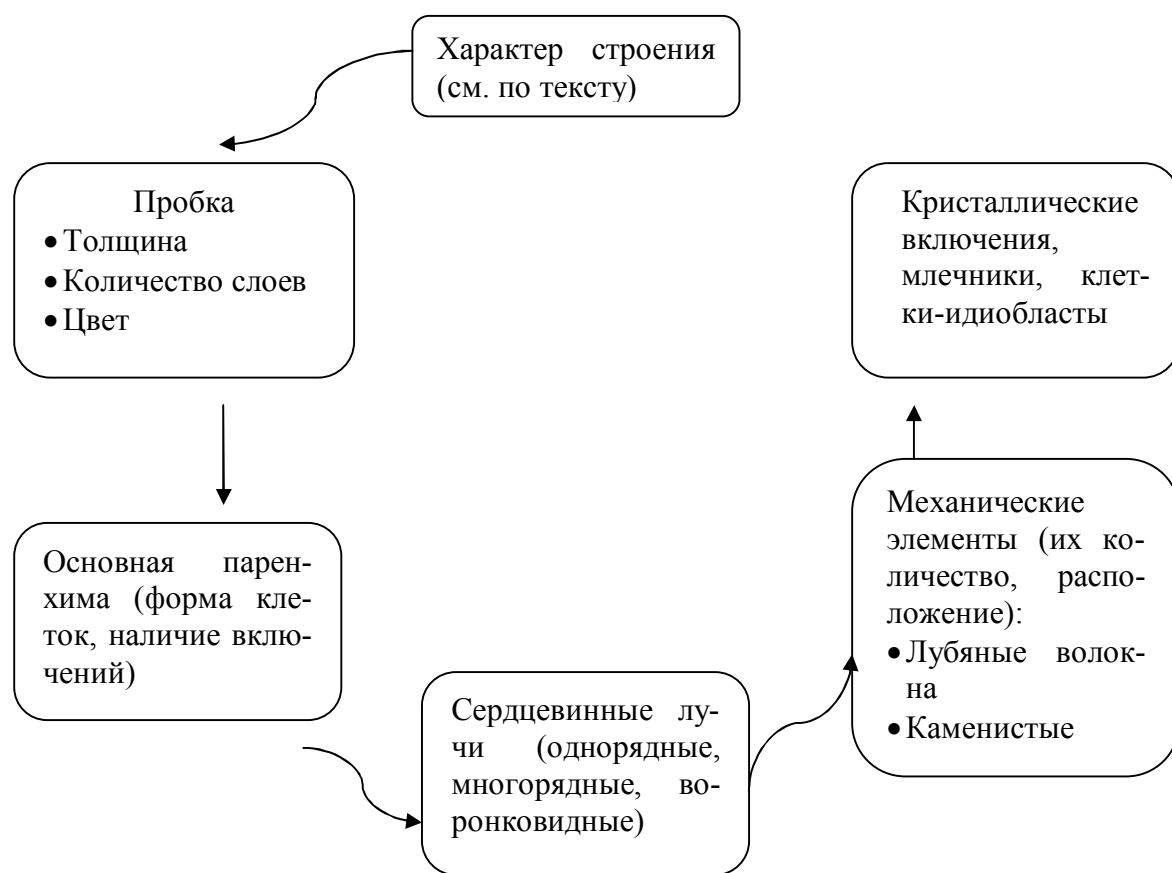 Характер строения
(см. по тексту)
Пробка
• Толщина
• Количество слоев
• Цвет
Основная парен-
хима (форма кле-
ток, наличие вклю-
чений)
Сердцевинные лу-
чи (однорядные,
многорядные, во-
ронковидные)
Механические
элементы (их ко-
личество, распо-
ложение):
• Лубяные волок-
на
• Каменистые
Кристаллические
включения,
млечники, клет-
ки-идиобласты